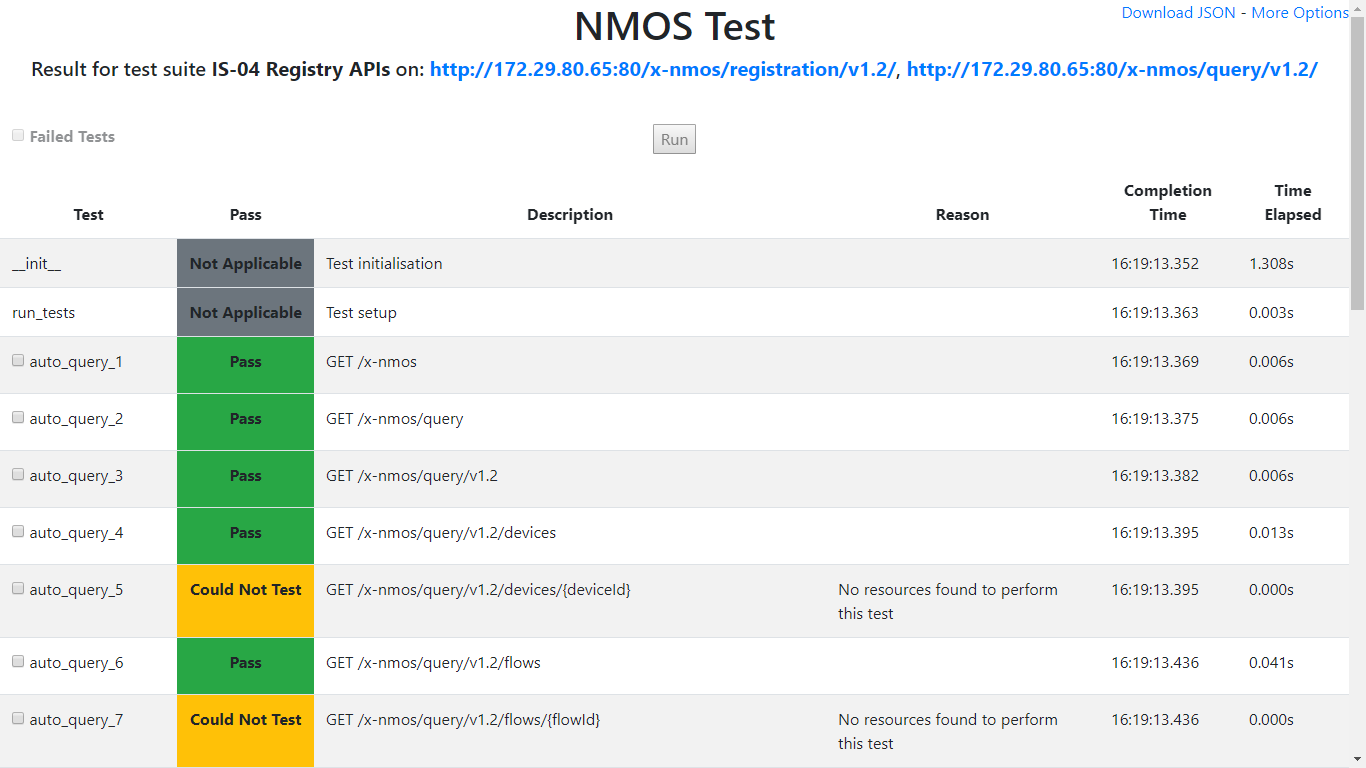 Download JSON - More Options
NMOS Test
Result for test suite IS-04 Registry APIs on: http://172.29.80.65:80/x-nmos/registration/v1.2/, http://172.29.80.65:80/x-nmos/query/v1.2/
Failed Tests
Run
Test Pass Description Reason Completion Time Time Elapsed
__init__ Not Applicable Test initialisation 16:19:13.352 1.308s
run_tests Not Applicable Test setup 16:19:13.363 0.003s
auto_query_1 Pass GET /x-nmos 16:19:13.369 0.006s
auto_query_2 Pass GET /x-nmos/query 16:19:13.375 0.006s
auto_query_3 Pass GET /x-nmos/query/v1.2 16:19:13.382 0.006s
auto_query_4 Pass GET /x-nmos/query/v1.2/devices 16:19:13.395 0.013s
auto_query_5 Could Not Test GET /x-nmos/query/v1.2/devices/{deviceId} No resources found to perform 16:19:13.395 0.000s
this test
auto_query_6 Pass GET /x-nmos/query/v1.2/flows 16:19:13.436 0.041s
auto_query_7 Could Not Test GET /x-nmos/query/v1.2/flows/{flowId} No resources found to perform 16:19:13.436 0.000s
this test